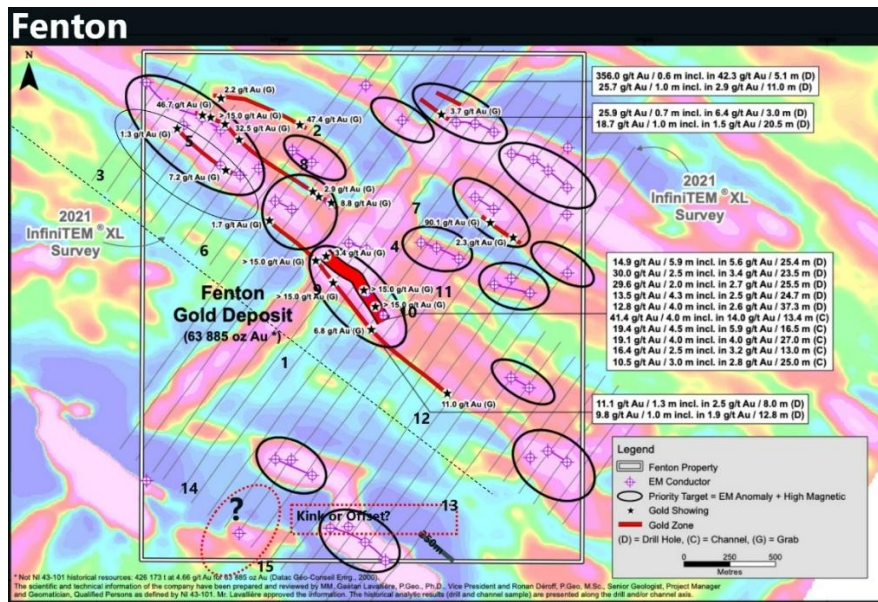 Fenton
N
356.0 g/t Au / 0.6 m incl. in 42.3 g/t Au / 5.1 m (D)
25.7 g/t Au / 1.0 m incl. in 2.9 g/t Au / 11.0 m (D)
25.9 g/t Au / 0.7 m incl. in 6.4 g/t Au / 3.0 m (D)
18.7 g/t Au / 1.0 m incl. in 1.5 g/t Au / 20.5 m (D)
2.2 g/t Au (G)
46.7 g/t Au (G)
> 15.0 g/t Au (G)
47.4 g/t Au (G)
2
3.7 g/t Au (G)
1.3 g/t Au (G)
5
32.5 g/t Au (G)
8
3
7.2 g/t Au (G)
2021
InfiniTEM® XL
Survey
2021
InfiniTEM® XL
Survey
2.9 g/t Au (G)
8.8 g/t Au (G)
7
1.7 g/t Au (G)
90.1 g/t Au (G)
2.3 g/t Au (G)
6
4
3.4 g/t Au (G)
> 15.0 g/t Au (G)
9
> 15.0 g/t Au (G)
11
> 15.0 g/t Au (G)
> 15.0 g/t Au (G)
10
6.8 g/t Au (G)
Fenton
Gold Deposit
(63 885 oz Au *)
1
14.9 g/t Au / 5.9 m incl. in 5.6 g/t Au / 25.4 m (D)
30.0 g/t Au / 2.5 m incl. in 3.4 g/t Au / 23.5 m (D)
29.6 g/t Au / 2.0 m incl. in 2.7 g/t Au / 25.5 m (D)
13.5 g/t Au / 4.3 m incl. in 2.5 g/t Au / 24.7 m (D)
12.8 g/t Au / 4.0 m incl. in 2.6 g/t Au / 37.3 m (D)
41.4 g/t Au / 4.0 m incl. in 14.0 g/t Au / 13.4 m (C)
19.4 g/t Au / 4.5 m incl. in 5.9 g/t Au / 16.5 m (C)
19.1 g/t Au / 4.0 m incl. in 4.0 g/t Au / 27.0 m (C)
16.4 g/t Au / 2.5 m incl. in 3.2 g/t Au / 13.0 m (C)
10.5 g/t Au / 3.0 m incl. in 2.8 g/t Au / 25.0 m (C)
11.0 g/t Au (G)
12
11.1 g/t Au / 1.3 m incl. in 2.5 g/t Au / 8.0 m (D)
9.8 g/t Au / 1.0 m incl. in 1.9 g/t Au / 12.8 m (D)
Legend
Fenton Property
EM Conductor
Priority Target = EM Anomaly + High Magnetic
Gold Showing
Gold Zone
(D) = Drill Hole, (C) = Channel, (G) = Grab
0 250 500
Metres
14
?
13
Kink or Offset?
15
* Not NI 43-101 historical resources: 426 173 t at 4.66 g/t Au for 63 885 oz Au (Datac Géo-Conseil Enrg., 2000).
The scientific and technical information of the company have been prepared and reviewed by MM. Gaëtan Lavallière, P.Geo., Ph.D., Vice President and Ronan Déroff, P.Geo, M.Sc., Senior Geologist, Project Manager
and Geomatician, Qualified Persons as defined by NI 43-101. Mr. Lavallière approved the information. The historical analytic results (drill and channel sample) are presented along the drill and/or channel axis.